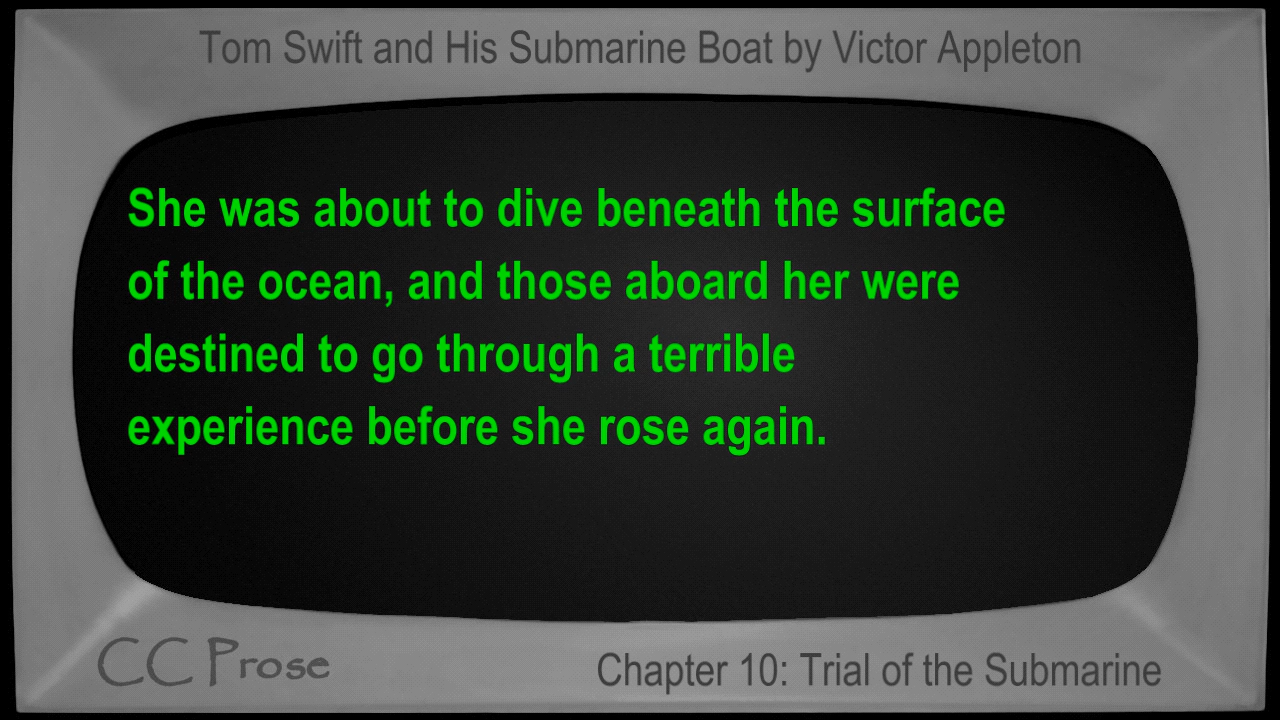 Tom Swift and His Submarine Boat by Victor Appleton
She was about to dive beneath the surface
of the ocean, and those aboard her were
destined to go through a terrible
experience before she rose again.
CC Prose
Chapter 10: Trial of the Submarine